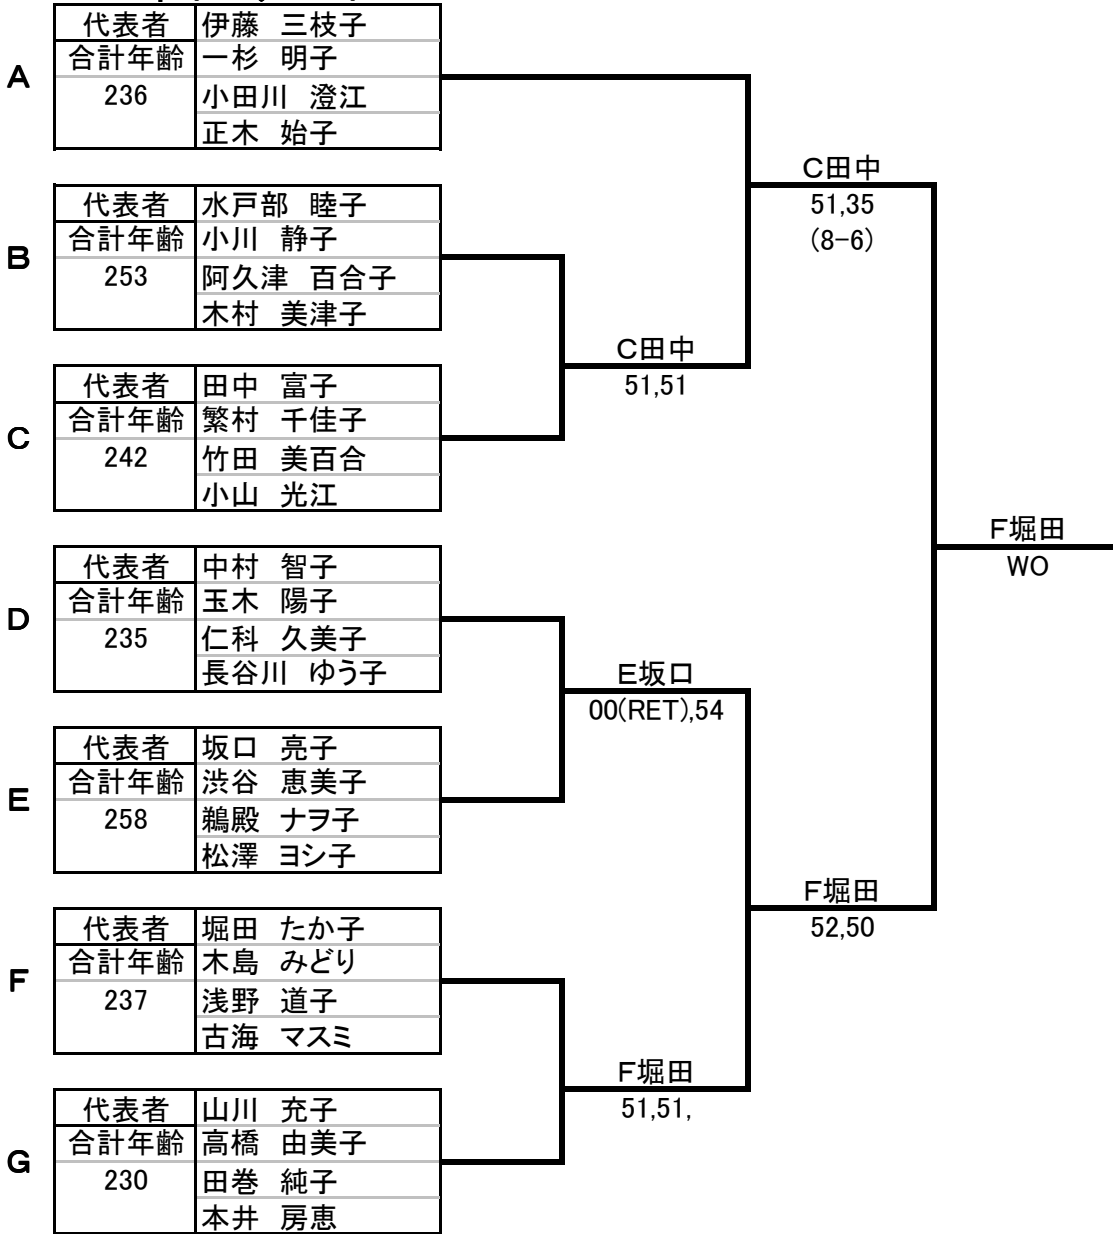 A
代表者 伊藤 三枝子
合計年齢 一杉 明子
236 小田川 澄江
正木 始子
B
代表者 水戸部 睦子
合計年齢 小川 静子
253 阿久津 百合子
木村 美津子
C
代表者 田中 富子
合計年齢 繁村 千佳子
242 竹田 美百合
小山 光江
D
代表者 中村 智子
合計年齢 玉木 陽子
235 仁科 久美子
長谷川 ゆう子
E
代表者 坂口 亮子
合計年齢 渋谷 恵美子
258 鵜殿 ナヲ子
松澤 ヨシ子
F
代表者 堀田 たか子
合計年齢 木島 みどり
237 浅野 道子
古海 マスミ
G
代表者 山川 充子
合計年齢 高橋 由美子
230 田巻 純子
本井 房恵
C田中
51,51
E坂口
00(RET),54
F堀田
51,51,
C田中
51,35
(8-6)
F堀田
52,50
F堀田
WO